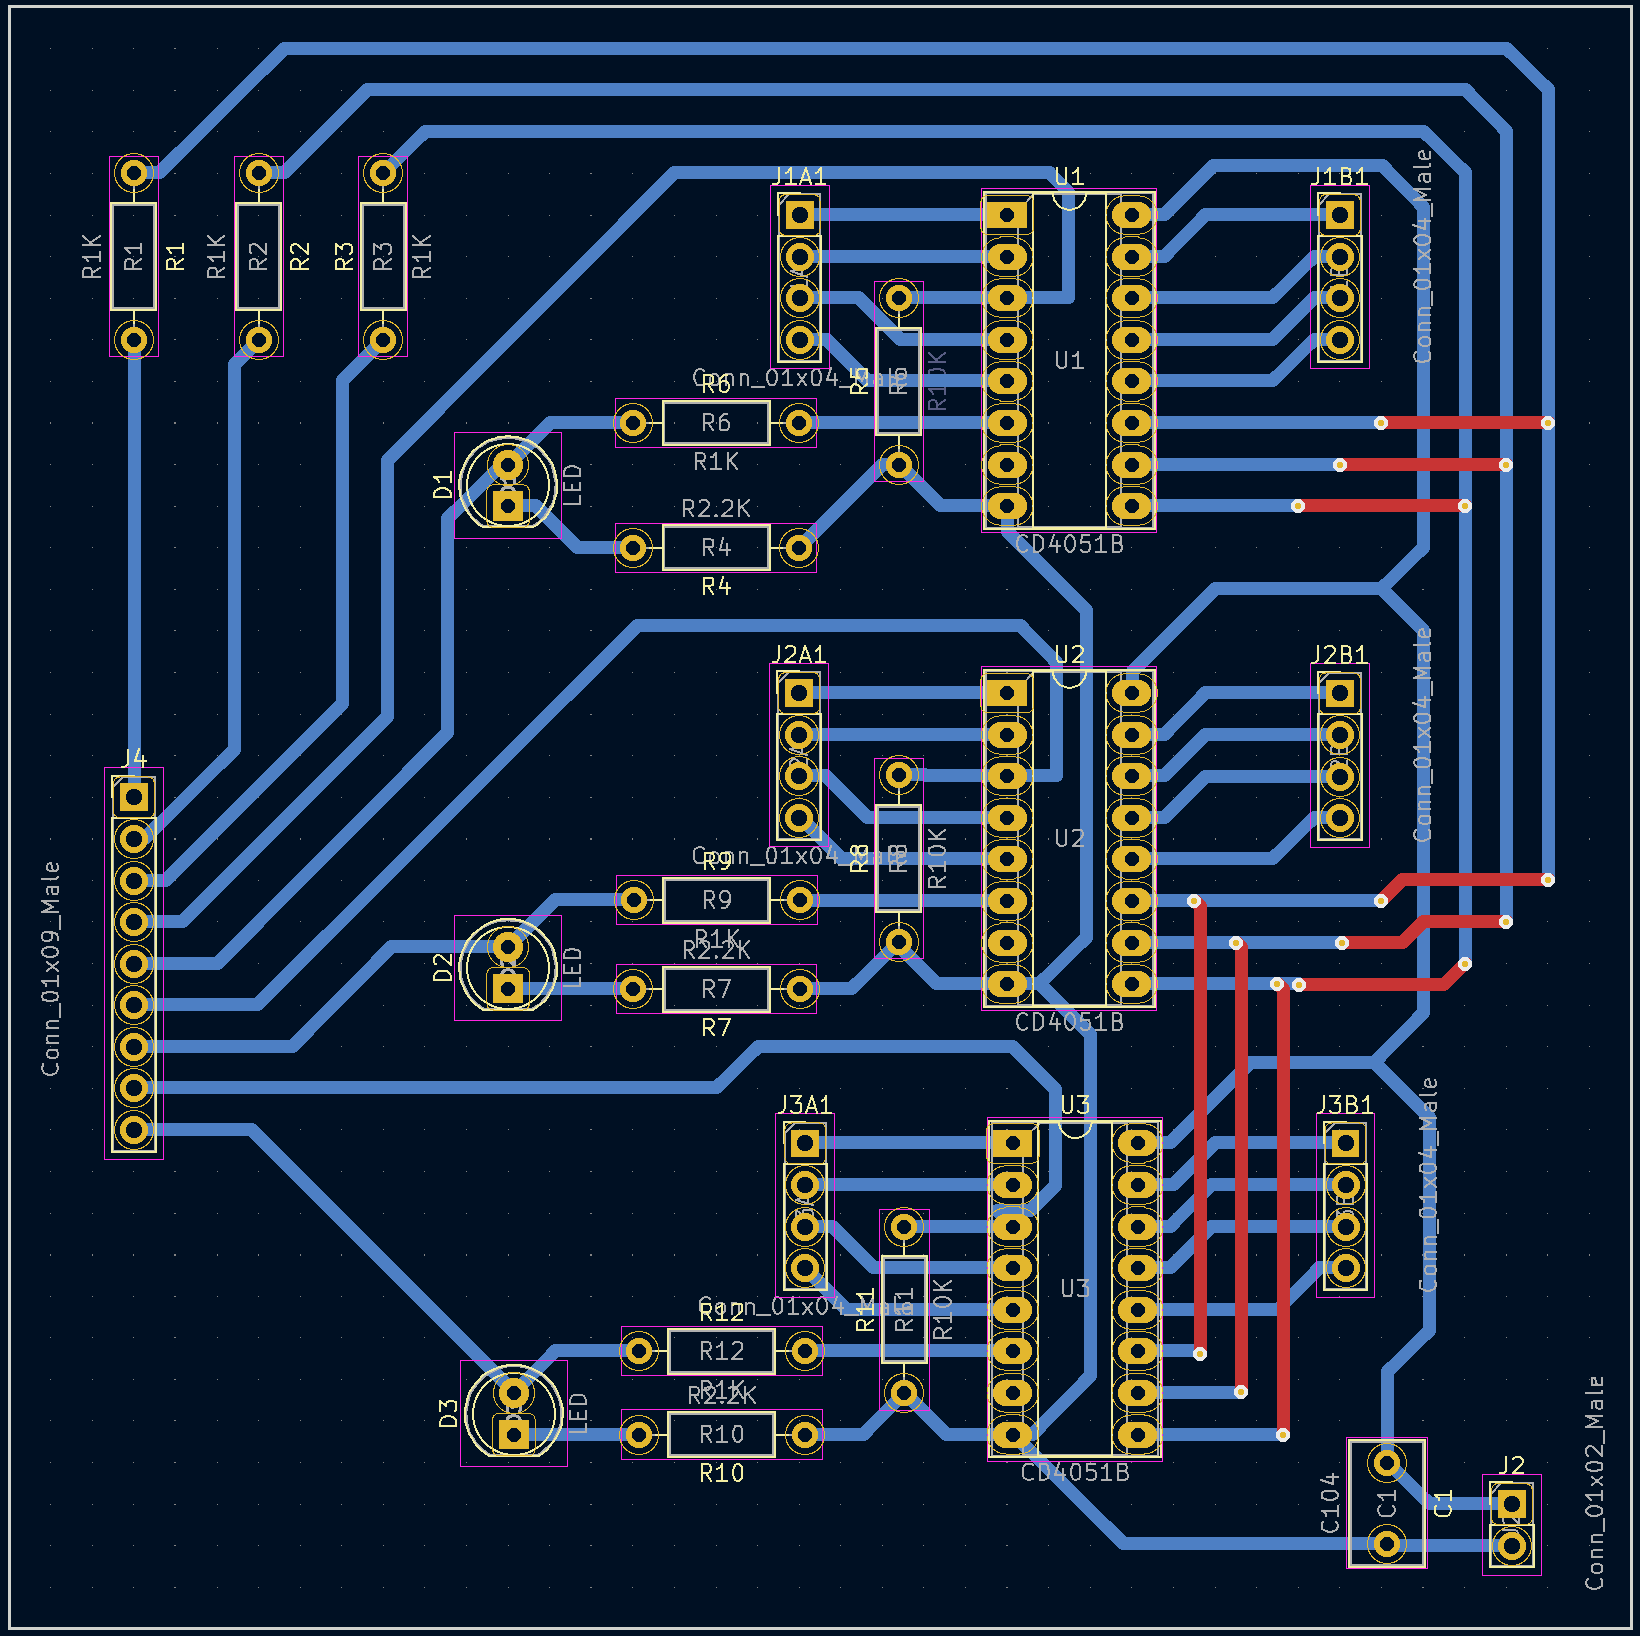 J1A1
U1
J1B1
R1K
R1
R1
R1K
R2
R2
R3
R3
R1K
Conn_01x04_Male
U1
R5
R10K
Conn_01x04_Male
R6
R6
R1K
D1
LED
R2.2K
R4
R4
CD4051B
J2A1
U2
J2B1
Conn_01x04_Male
U2
J4
Conn_01x09_Male
Conn_01x04_Male
R8
R8
R10K
R9
R9
R1K
R2.2K
D2
LED
R7
R7
CD4051B
J3A1
U3
J3B1
Conn_01x04_Male
U3
Conn_01x04_Male
R11
R11
R10K
R12
R12
R1K
R2.2K
D3
LED
R10
R10
CD4051B
C104
C1
C1
J2
Conn_01x02_Male